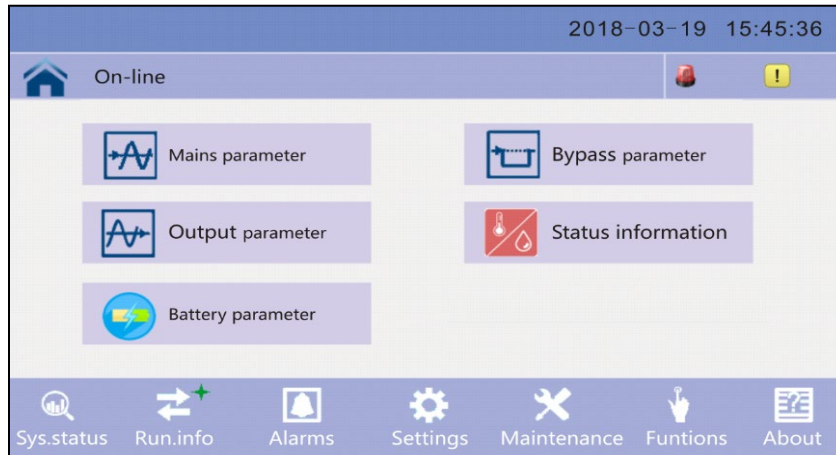 2018-03-19 15:45:36
On-line
!
Mains parameter
Bypass parameter
Output parameter
Status information
Battery parameter
Sys.status Run.info Alarms Settings Maintenance Funtions About